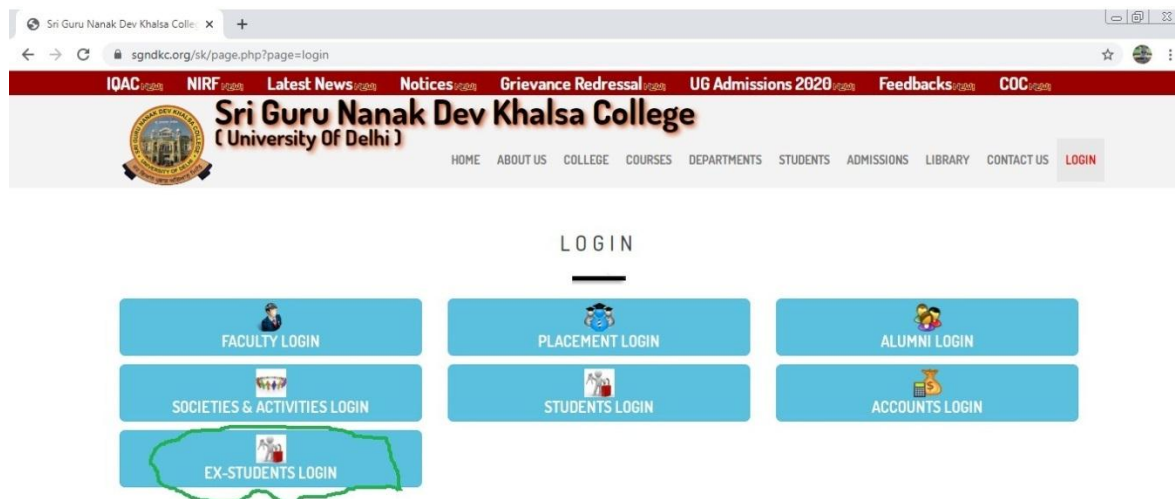 Sri Guru Nanak Dev Khalsa Colle
sgndkc.org/sk/page.php?page=login
IQAC NIRF Latest News Notices Grievance Redressal UG Admissions 2020 Feedbacks COC
Sri Guru Nanak Dev Khalsa College
( University Of Delhi )
HOME ABOUT US COLLEGE COURSES DEPARTMENTS STUDENTS ADMISSIONS LIBRARY CONTACT US LOGIN
LOGIN
FACULTY LOGIN PLACEMENT LOGIN ALUMNI LOGIN
SOCIETIES & ACTIVITIES LOGIN STUDENTS LOGIN ACCOUNTS LOGIN
EX-STUDENTS LOGIN